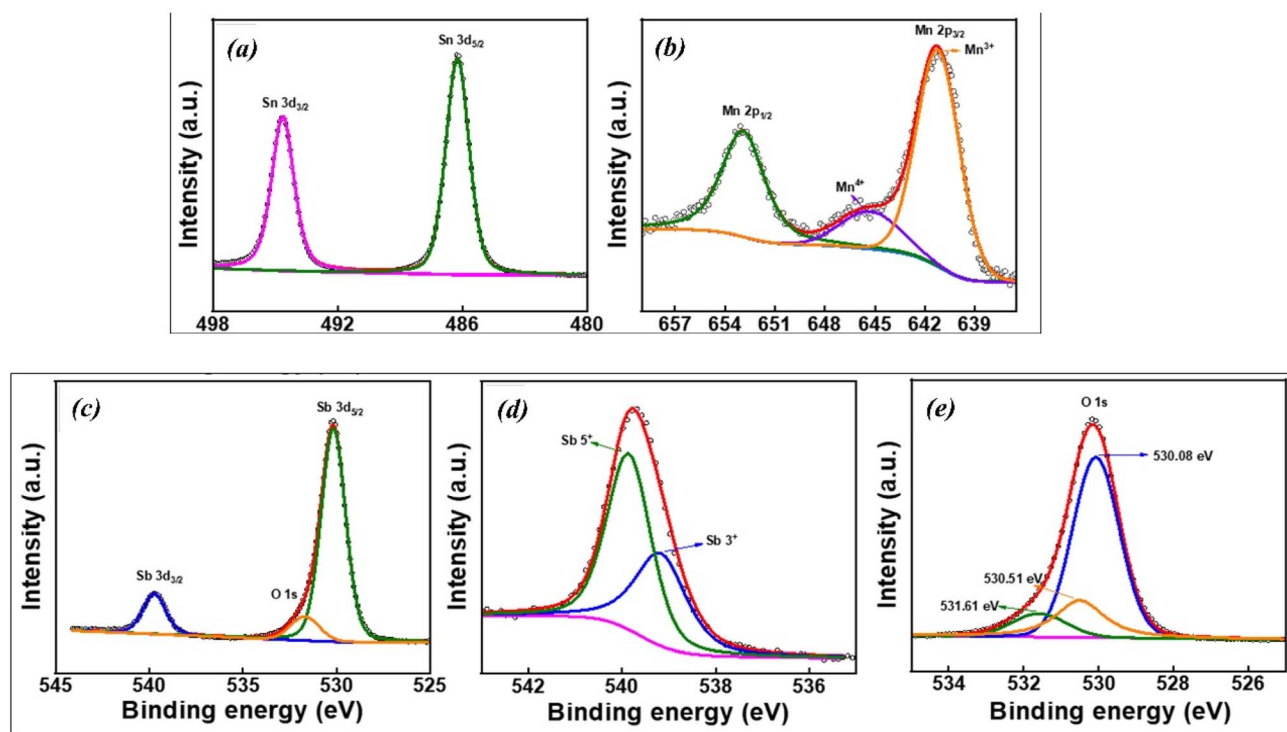 (a)
Sn 3d3/2
Sn 3d5/2
Intensity (a.u.)
498 492 486 480
(b)
Mn 2p1/2
Mn4+
Mn 2p3/2
Mn3+
Intensity (a.u.)
657 654 651 648 645 642 639
(c)
Sb 3d3/2
O 1s
Sb 3d5/2
Intensity (a.u.)
545 540 535 530 525
Binding energy (eV)
(d)
Sb 5+
Sb 3+
Intensity (a.u.)
542 540 538 536
Binding energy (eV)
(e)
O 1s
530.08 eV
530.51 eV
531.61 eV
Intensity (a.u.)
534 532 530 528 526
Binding energy (eV)